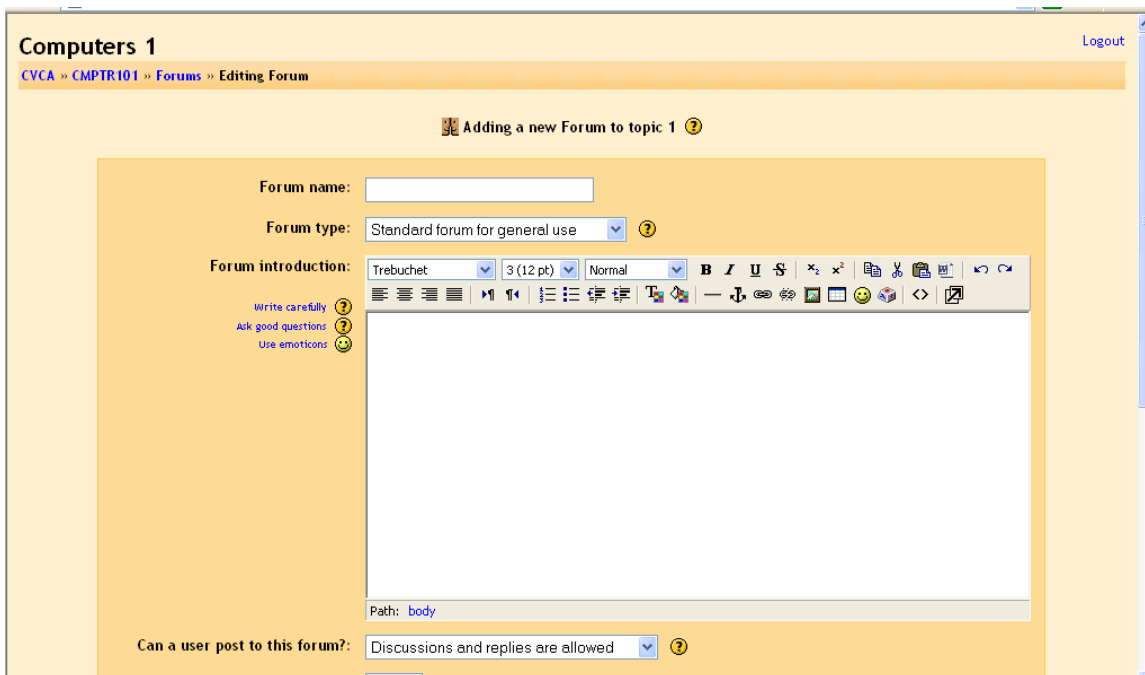 Computers 1
Logout
CVCA » CMPTR101 » Forums » Editing Forum
Adding a new Forum to topic 1 ?
Forum name:
Forum type: Standard forum for general use ?
Forum introduction: Trebuchet 3 (12 pt) Normal B I U S x₂ x²
Write carefully ?
Ask good questions ?
Use emoticons
Path: body
Can a user post to this forum?: Discussions and replies are allowed ?